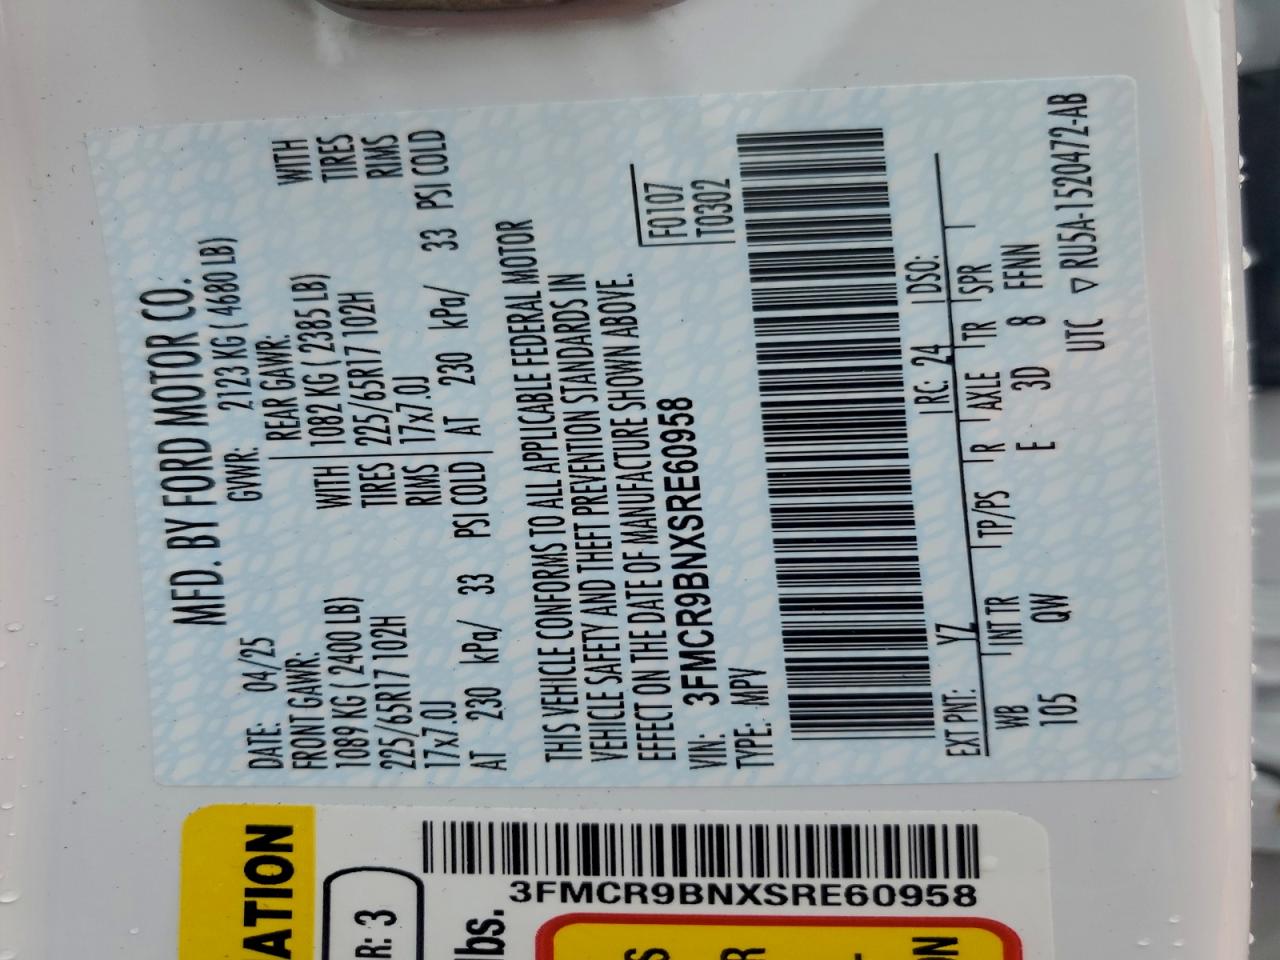 MFD. BY FORD MOTOR CO.
DATE: 04/25 GVWR: 2123 KG ( 4680 LB)
FRONT GAWR: REAR GAWR:
1089 KG ( 2400 LB) WITH 1082 KG ( 2385 LB) WITH
225/65R17 102H TIRES 225/65R17 102H TIRES
17x7.0J RIMS 17x7.0J RIMS
AT 230 kPa/ 33 PSI COLD AT 230 kPa/ 33 PSI COLD
THIS VEHICLE CONFORMS TO ALL APPLICABLE FEDERAL MOTOR
VEHICLE SAFETY AND THEFT PREVENTION STANDARDS IN
EFFECT ON THE DATE OF MANUFACTURE SHOWN ABOVE.
F0107
T0302
VIN: 3FMCR9BNXSRE60958
TYPE: MPV
EXT PNT: YZ RC: 24 DSO:
WB INT TR TP/PS R AXLE TR SPR
105 QW E 3D 8 FFNN
UTC ▽ RU5A-1520472-AB
ATION
R: 3
3FMCR9BNXSRE60958
lbs.
S
R
ON